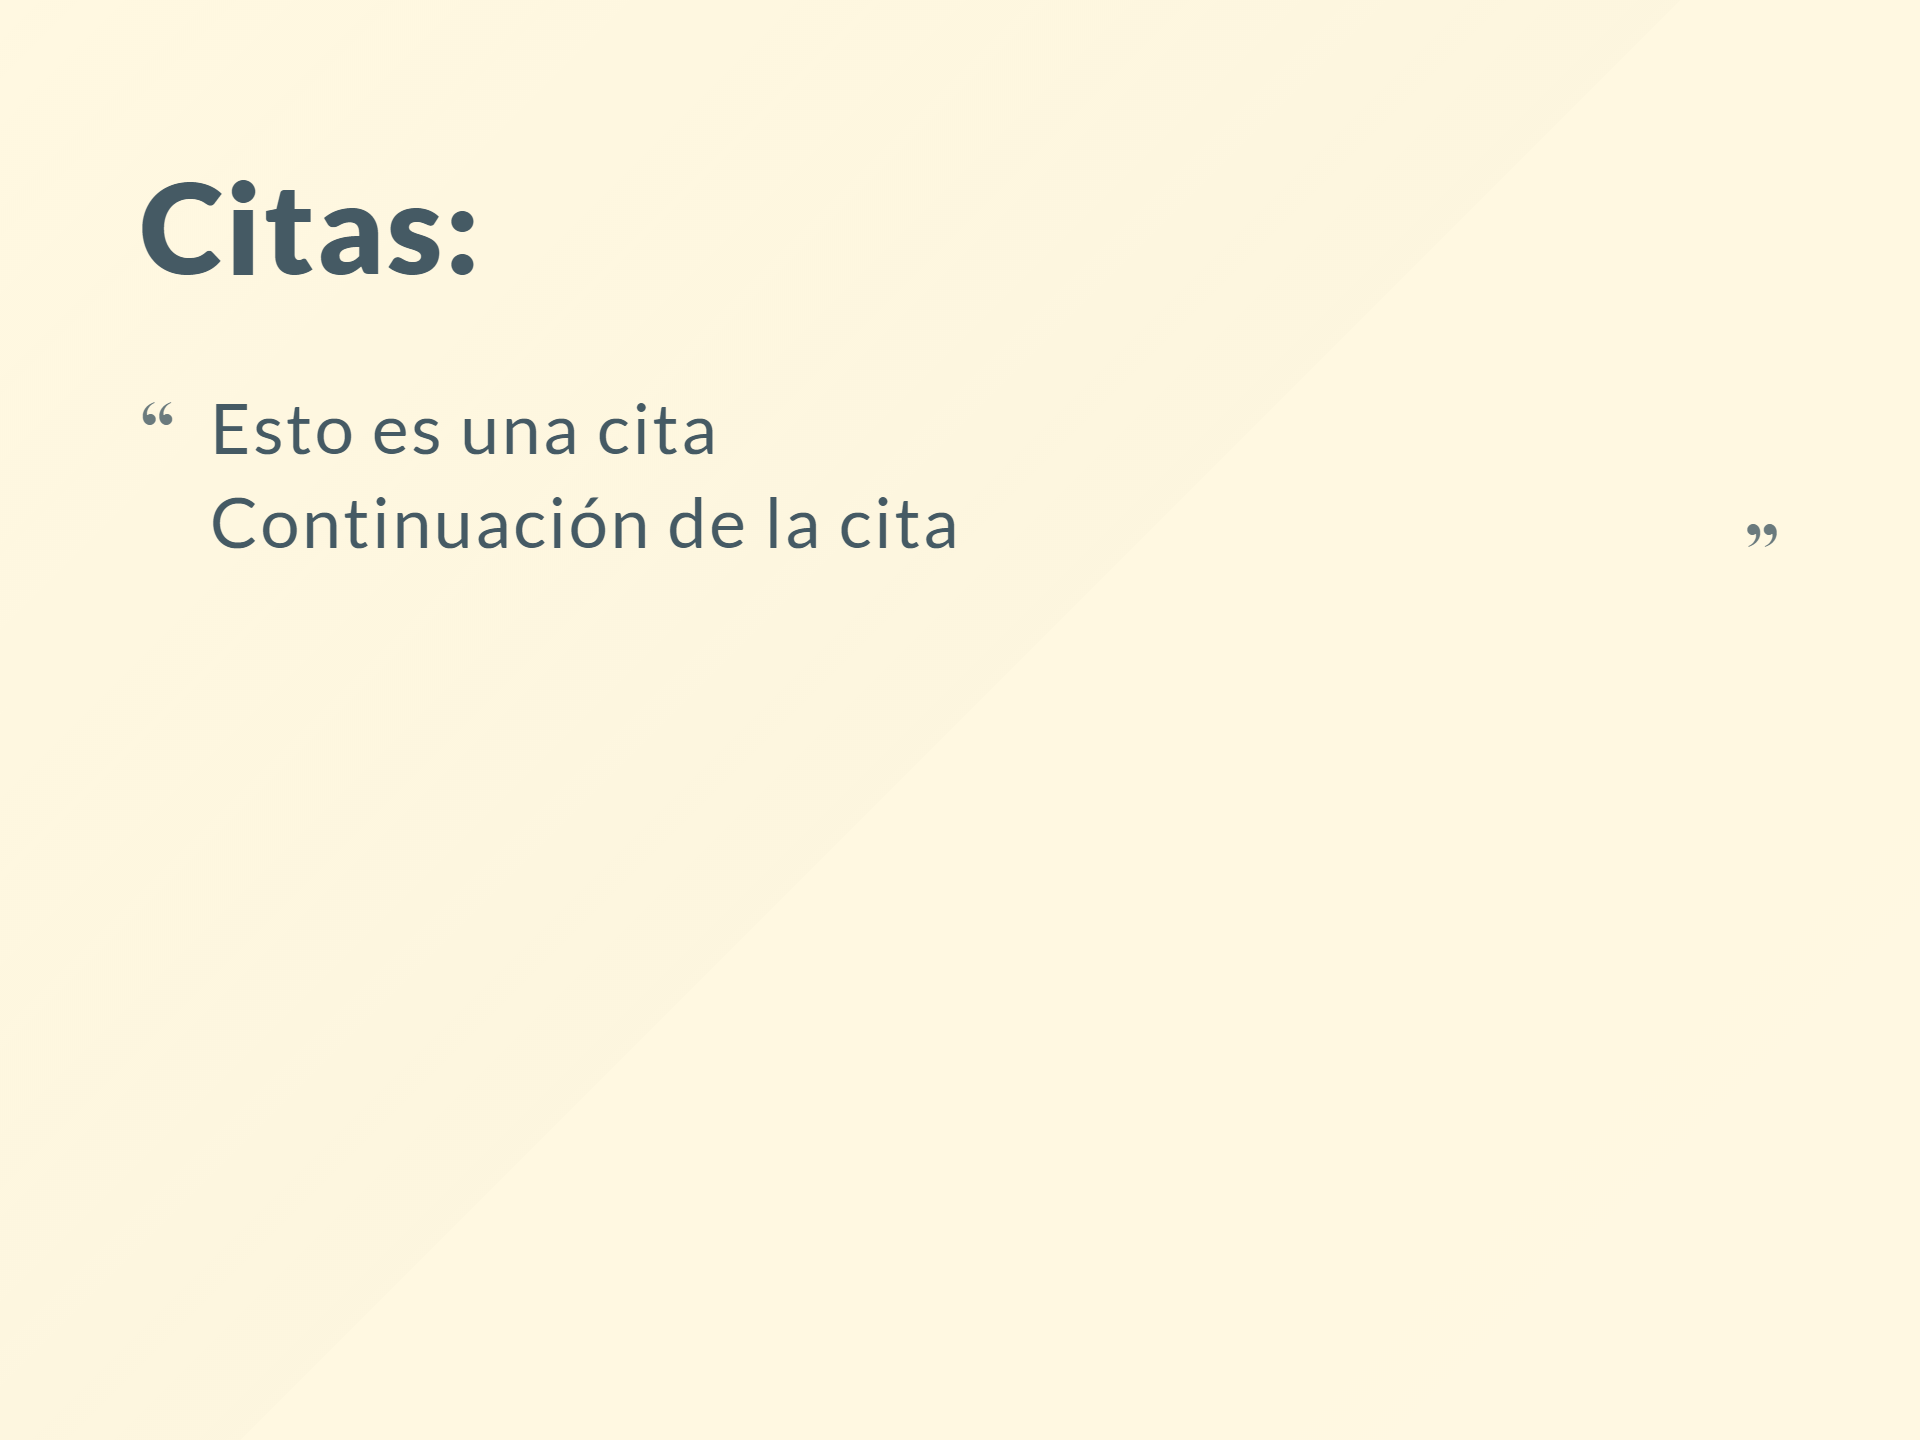 Citas:
“ Esto es una cita
Continuación de la cita ”